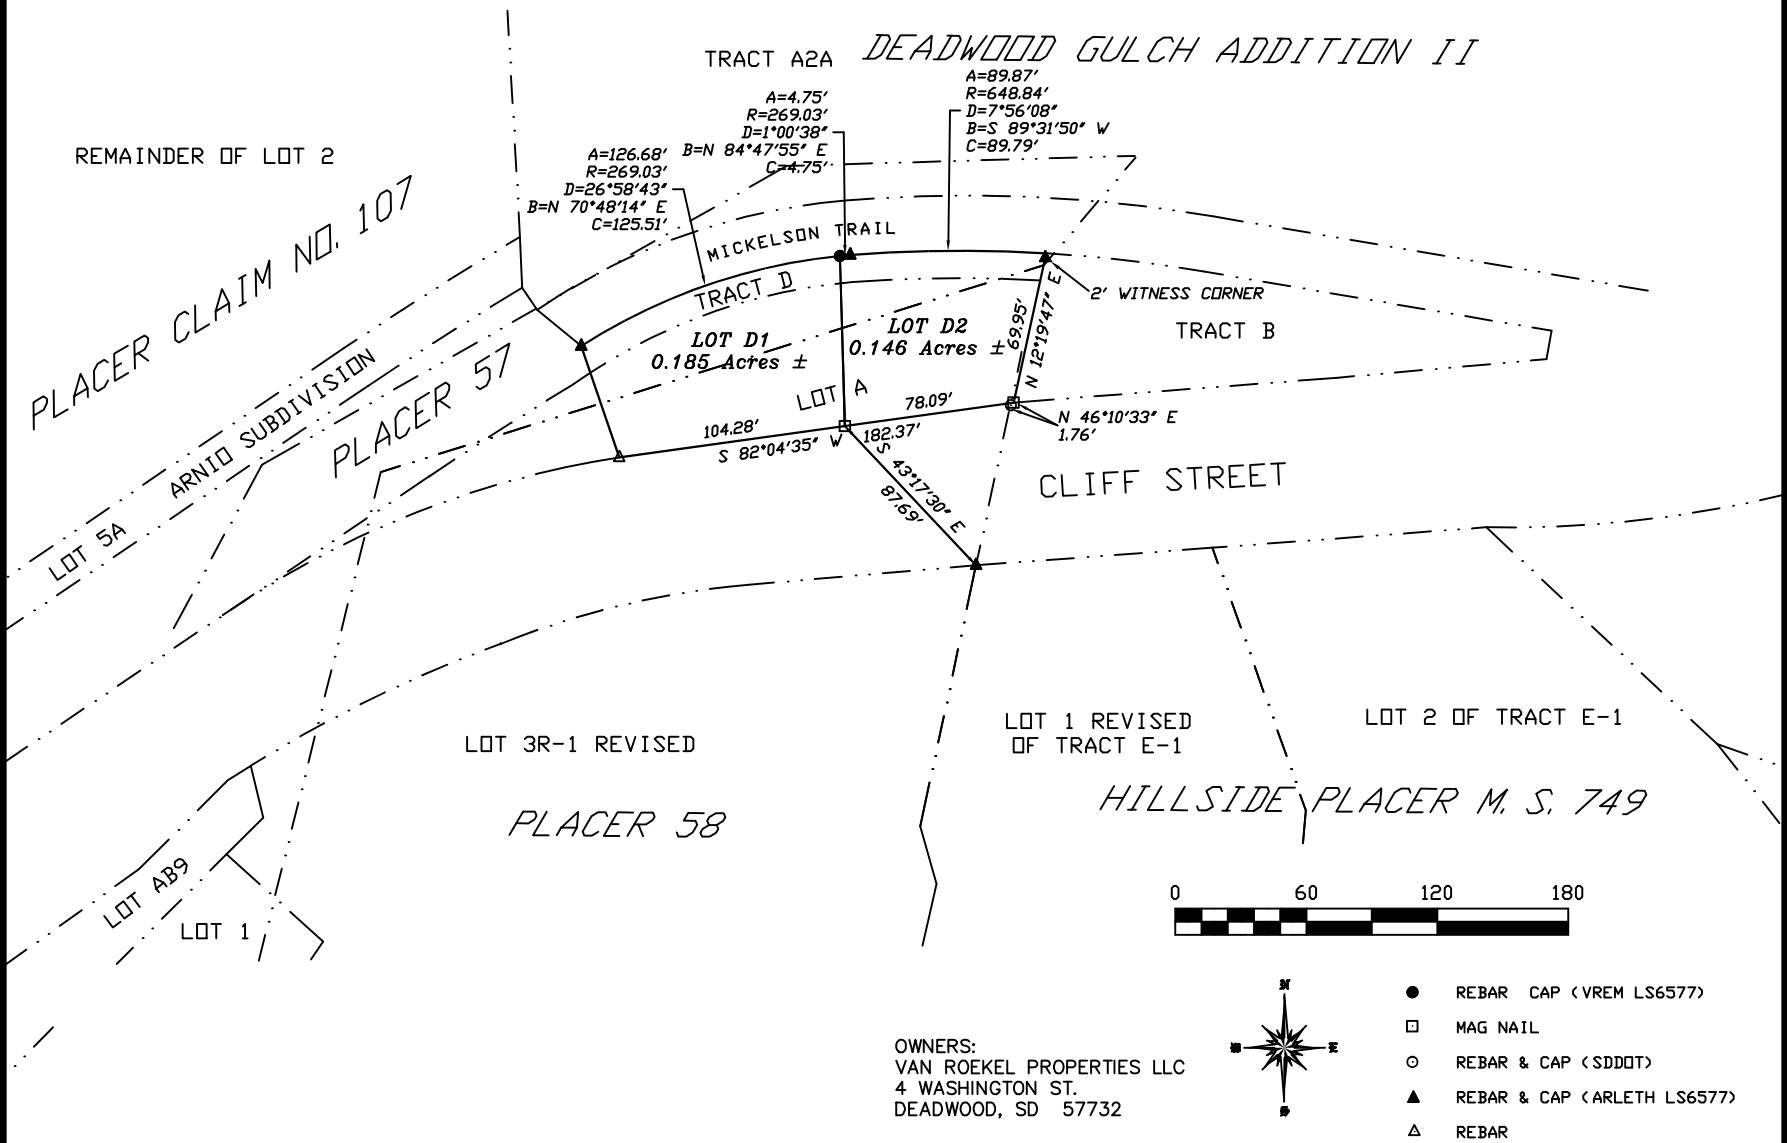 TRACT A2A
DEADWOOD GULCH ADDITION II
A=89.87'
R=648.84'
D=7°56'08"
B=S 89°31'50" W
C=89.79'
A=4.75'
R=269.03'
D=1°00'38"
B=N 84°47'55" E
C=4.75'
A=126.68'
R=269.03'
D=26°58'43"
B=N 70°48'14" E
C=125.51'
REMAINDER OF LOT 2
PLACER CLAIM NO. 107
MICKELSON TRAIL
TRACT D
2' WITNESS CORNER
LOT D1
0.185 Acres ±
LOT D2
0.146 Acres ±
69.95'
N 12°19'47" E
TRACT B
ARNIO SUBDIVISION
PLACER 57
LOT A
78.09'
104.28'
S 82°04'35" W
182.37'
N 46°10'33" E
1.76'
S 43°17'30" E
87.69'
CLIFF STREET
LOT 5A
LOT 3R-1 REVISED
LOT 1 REVISED
OF TRACT E-1
LOT 2 OF TRACT E-1
PLACER 58
HILLSIDE PLACER M. S. 749
LOT AB9
LOT 1
0 60 120 180
N
OWNERS:
VAN ROEKEL PROPERTIES LLC
4 WASHINGTON ST.
DEADWOOD, SD 57732
REBAR CAP (VREM LS6577)
MAG NAIL
REBAR & CAP (SDDOT)
REBAR & CAP (ARLETH LS6577)
REBAR